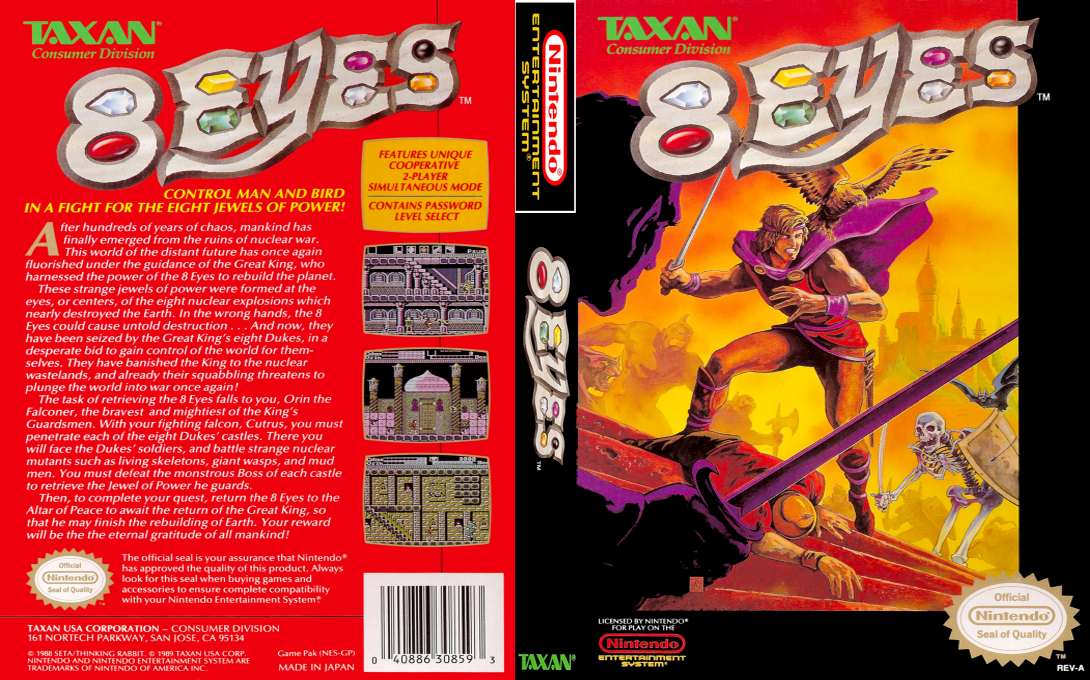 TAXAN®
Consumer Division
8 EYES
TM
FEATURES UNIQUE
COOPERATIVE
2-PLAYER
SIMULTANEOUS MODE
CONTAINS PASSWORD
LEVEL SELECT
CONTROL MAN AND BIRD
IN A FIGHT FOR THE EIGHT JEWELS OF POWER!
After hundreds of years of chaos, mankind has
finally emerged from the ruins of nuclear war.
This world of the distant future has once again
fluorished under the guidance of the Great King, who
harnessed the power of the 8 Eyes to rebuild the planet.
These strange jewels of power were formed at the
eyes, or centers, of the eight nuclear explosions which
nearly destroyed the Earth. In the wrong hands, the 8
Eyes could cause untold destruction . . . And now, they
have been seized by the Great King's eight Dukes, in a
desperate bid to gain control of the world for them-
selves. They have banished the King to the nuclear
wastelands, and already their squabbling threatens to
plunge the world into war once again!
The task of retrieving the 8 Eyes falls to you, Orin the
Falconer, the bravest and mightiest of the King's
Guardsmen. With your fighting falcon, Cutrus, you must
penetrate each of the eight Dukes' castles. There you
will face the Dukes' soldiers, and battle strange nuclear
mutants such as living skeletons, giant wasps, and mud
men. You must defeat the monstrous Boss of each castle
to retrieve the Jewel of Power he guards.
Then, to complete your quest, return the 8 Eyes to the
Altar of Peace to await the return of the Great King, so
that he may finish the rebuilding of Earth. Your reward
will be the the eternal gratitude of all mankind!
Official
Nintendo®
Seal of Quality
TM
The official seal is your assurance that Nintendo®
has approved the quality of this product. Always
look for this seal when buying games and
accessories to ensure complete compatibility
with your Nintendo Entertainment System.®
TAXAN USA CORPORATION – CONSUMER DIVISION
161 NORTECH PARKWAY, SAN JOSE, CA 95134
© 1988 SETA/THINKING RABBIT. © 1989 TAXAN USA CORP.
NINTENDO AND NINTENDO ENTERTAINMENT SYSTEM ARE
TRADEMARKS OF NINTENDO OF AMERICA INC.
Game Pak (NES-GP)
MADE IN JAPAN
0 40886 30859 3
Nintendo®
ENTERTAINMENT
SYSTEM®
8 EYES
TM
TAXAN®
TAXAN®
Consumer Division
8 EYES
TM
LICENSED BY NINTENDO®
FOR PLAY ON THE
Nintendo®
ENTERTAINMENT
SYSTEM®
Official
Nintendo®
Seal of Quality
TM
REV-A